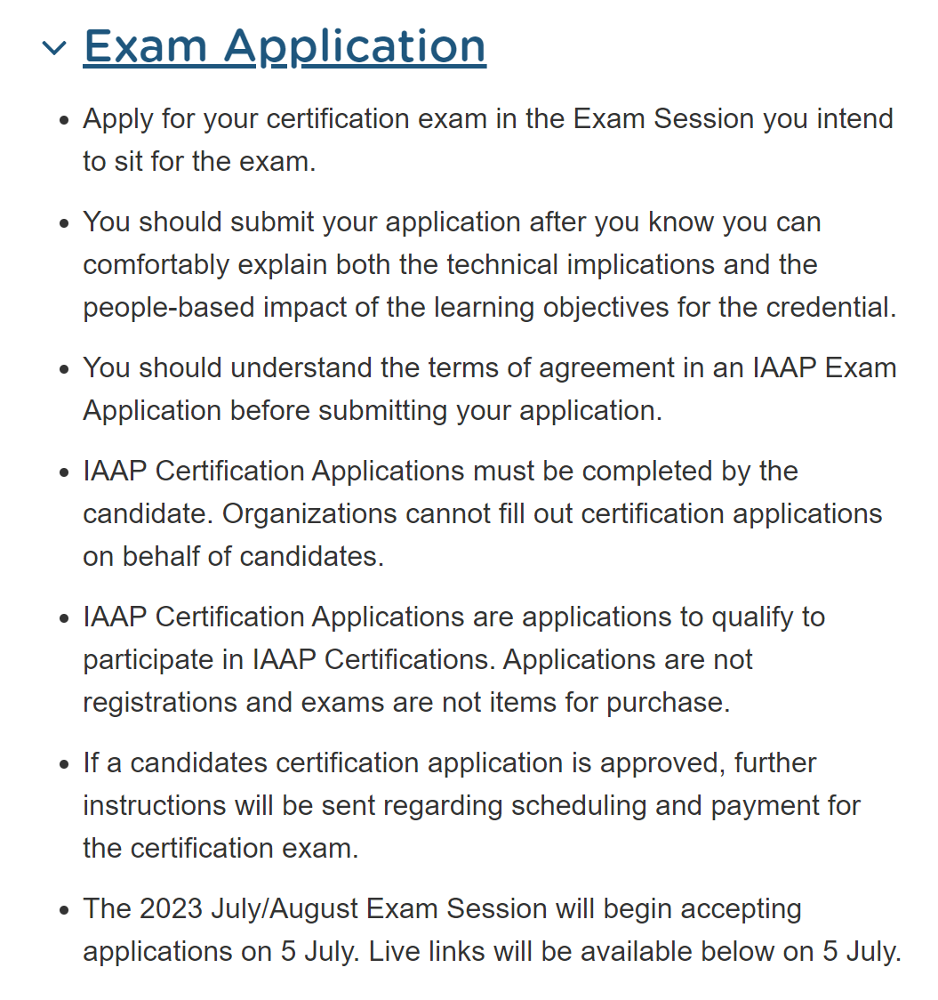 Exam Application
Apply for your certification exam in the Exam Session you intend
to sit for the exam.
You should submit your application after you know you can
comfortably explain both the technical implications and the
people-based impact of the learning objectives for the credential.
You should understand the terms of agreement in an IAAP Exam
Application before submitting your application.
IAAP Certification Applications must be completed by the
candidate. Organizations cannot fill out certification applications
on behalf of candidates.
IAAP Certification Applications are applications to qualify to
participate in IAAP Certifications. Applications are not
registrations and exams are not items for purchase.
If a candidates certification application is approved, further
instructions will be sent regarding scheduling and payment for
the certification exam.
The 2023 July/August Exam Session will begin accepting
applications on 5 July. Live links will be available below on 5 July.